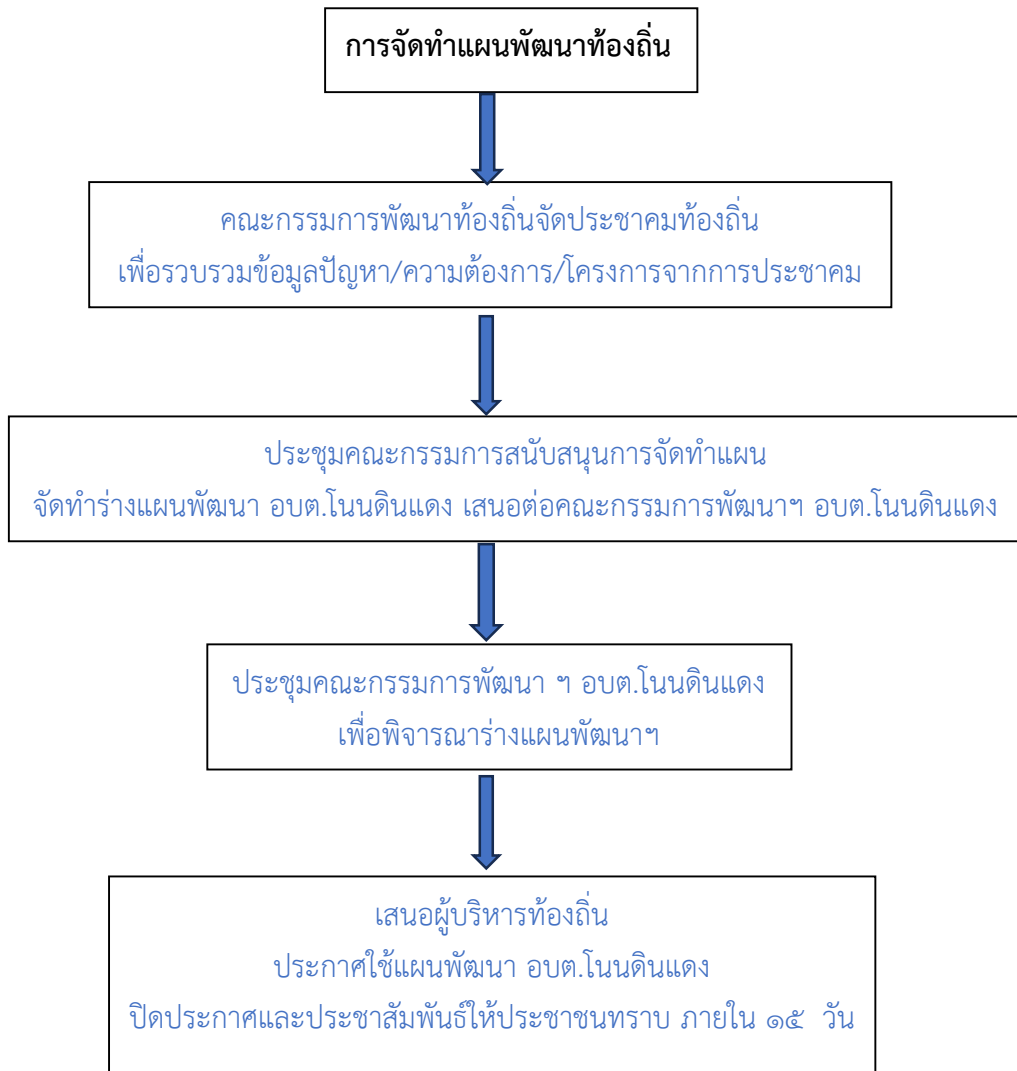 การจัดทำแผนพัฒนาท้องถิ่น
คณะกรรมการพัฒนาท้องถิ่นจัดประชาคมท้องถิ่น
เพื่อรวบรวมข้อมูลปัญหา/ความต้องการ/โครงการจากการประชาคม
ประชุมคณะกรรมการสนับสนุนการจัดทำแผน
จัดทำร่างแผนพัฒนา อบต.โนนดินแดง เสนอต่อคณะกรรมการพัฒนาฯ อบต.โนนดินแดง
ประชุมคณะกรรมการพัฒนา ฯ อบต.โนนดินแดง
เพื่อพิจารณาร่างแผนพัฒนาฯ
เสนอผู้บริหารท้องถิ่น
ประกาศใช้แผนพัฒนา อบต.โนนดินแดง
ปิดประกาศและประชาสัมพันธ์ให้ประชาชนทราบ ภายใน ๑๕ วัน